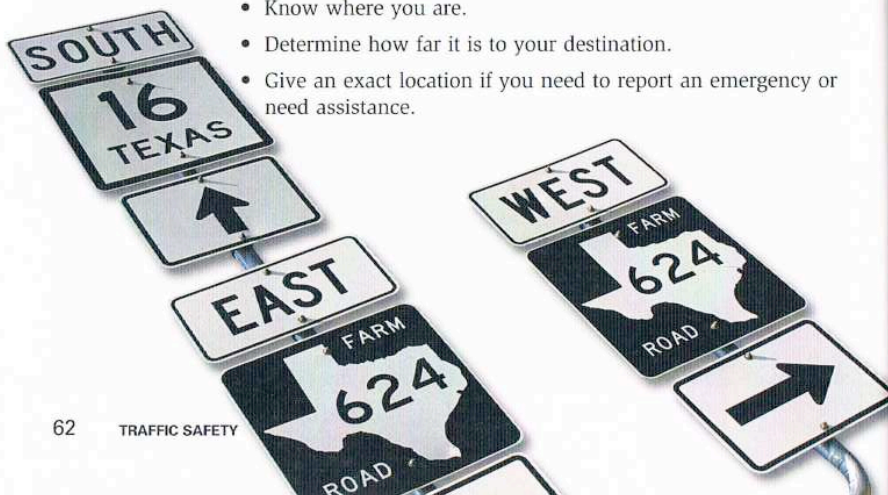 • Know where you are.
• Determine how far it is to your destination.
• Give an exact location if you need to report an emergency or
need assistance.
SOUTH
16
TEXAS
EAST
FARM
624
ROAD
WEST
FARM
624
ROAD
62 TRAFFIC SAFETY